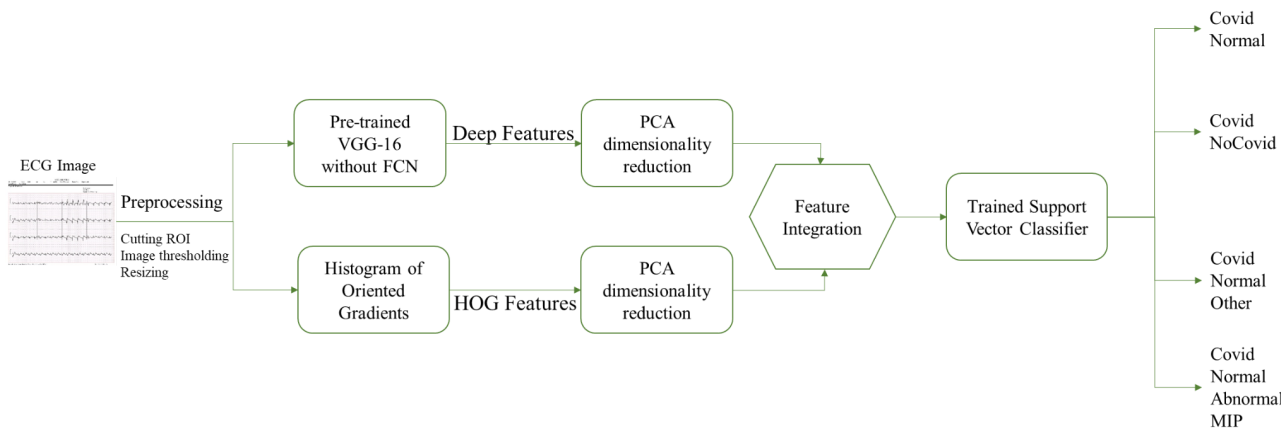 ECG Image
Preprocessing
Cutting ROI
Image thresholding
Resizing
Pre-trained
VGG-16
without FCN
Deep Features
PCA
dimensionality
reduction
Histogram of
Oriented
Gradients
HOG Features
PCA
dimensionality
reduction
Feature
Integration
Trained Support
Vector Classifier
Covid
Normal
Covid
NoCovid
Covid
Normal
Other
Covid
Normal
Abnormal
MIP